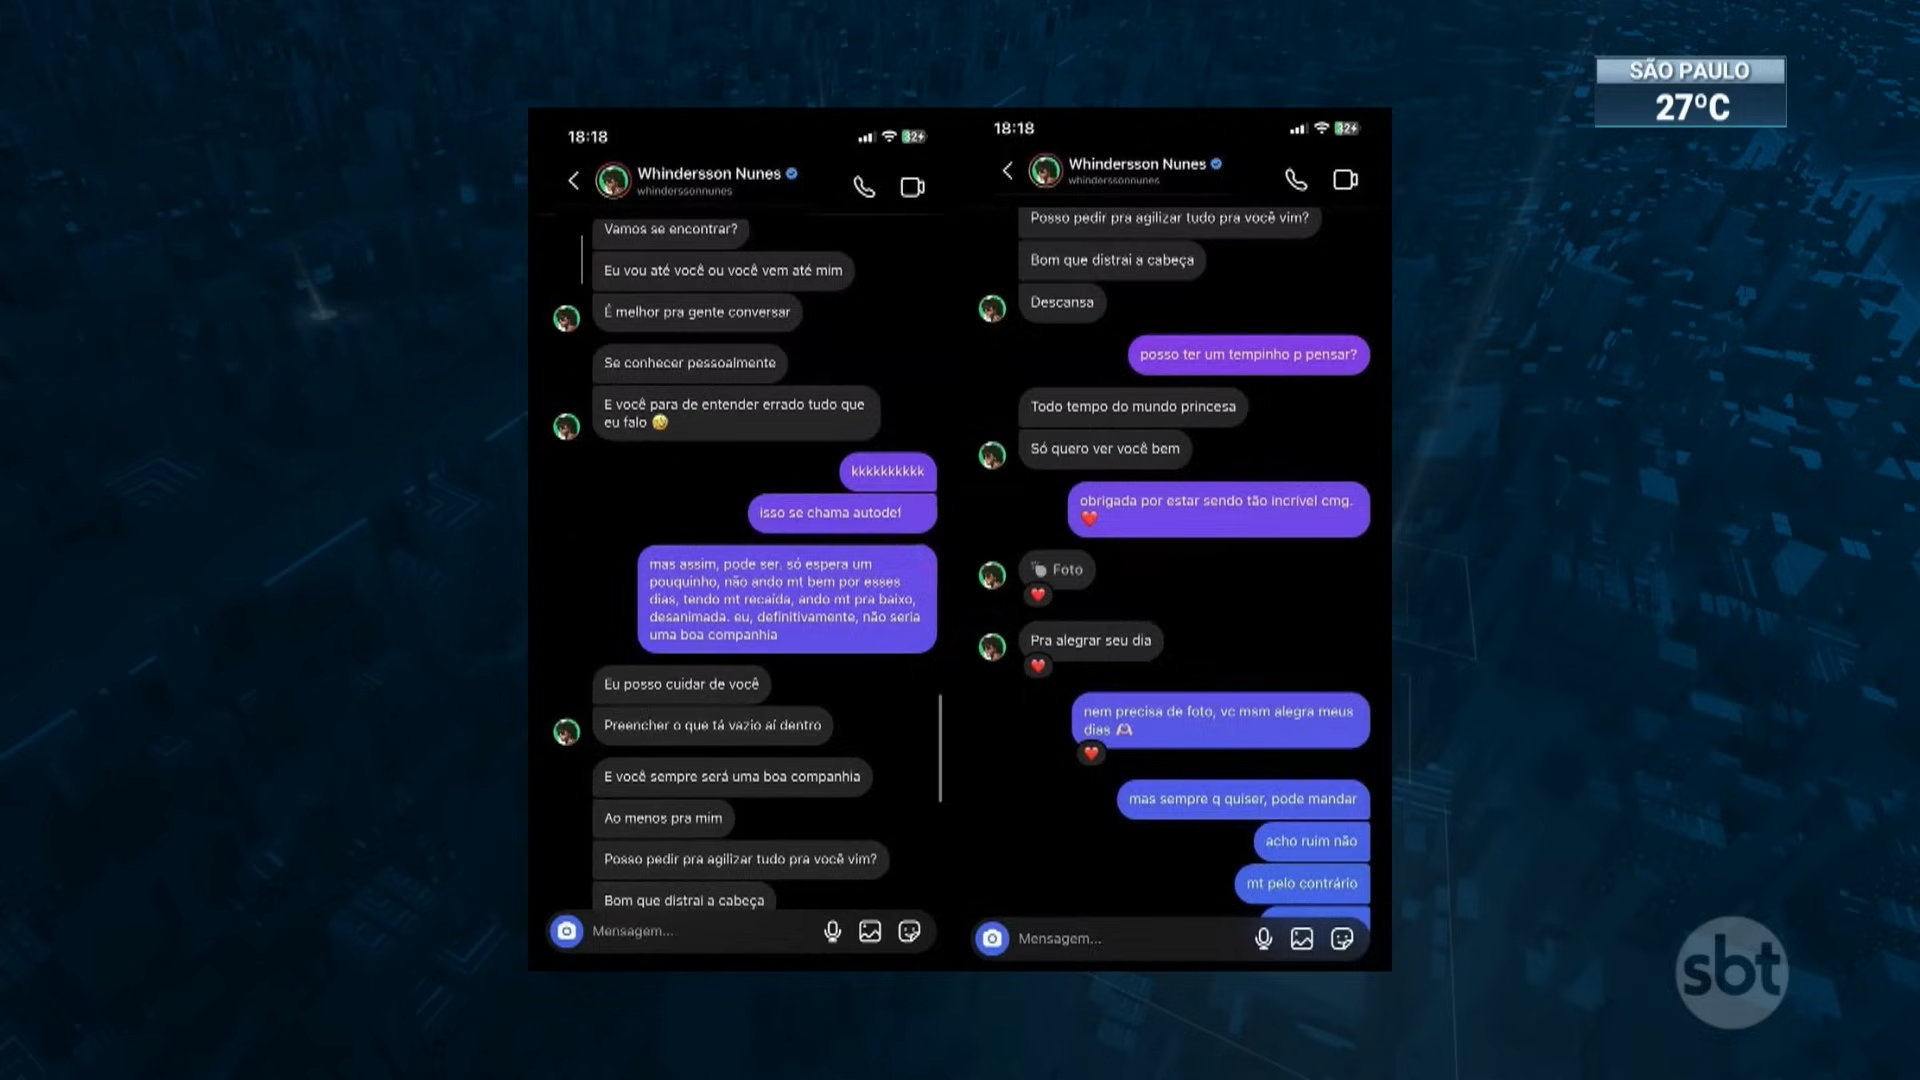 SÃO PAULO
27ºC
18:18
32+
Whindersson Nunes
whinderssonnunes
Vamos se encontrar?
Eu vou até você ou você vem até mim
É melhor pra gente conversar
Se conhecer pessoalmente
E você para de entender errado tudo que
eu falo 🤣
kkkkkkkkkk
isso se chama autodef
mas assim, pode ser. só espera um
pouquinho, não ando mt bem por esses
dias, tendo mt recaída, ando mt pra baixo,
desanimada. eu, definitivamente, não seria
uma boa companhia
Eu posso cuidar de você
Preencher o que tá vazio aí dentro
E você sempre será uma boa companhia
Ao menos pra mim
Posso pedir pra agilizar tudo pra você vim?
Bom que distrai a cabeça
Mensagem...
18:18
32+
Whindersson Nunes
whinderssonnunes
Posso pedir pra agilizar tudo pra você vim?
Bom que distrai a cabeça
Descansa
posso ter um tempinho p pensar?
Todo tempo do mundo princesa
Só quero ver você bem
obrigada por estar sendo tão incrível cmg.
❤️
Foto
❤️
Pra alegrar seu dia
❤️
nem precisa de foto, vc msm alegra meus
dias 🫶🏻
❤️
mas sempre q quiser, pode mandar
acho ruim não
mt pelo contrário
Mensagem...
sbt